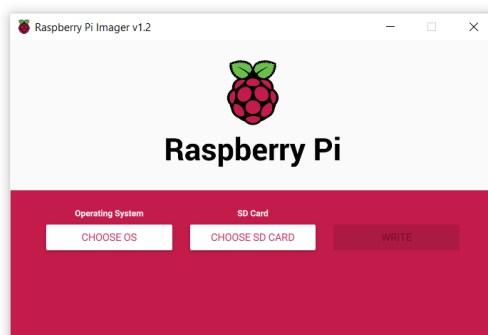 Raspberry Pi Imager v1.2
Raspberry Pi
Operating System
SD Card
CHOOSE OS
CHOOSE SD CARD
WRITE